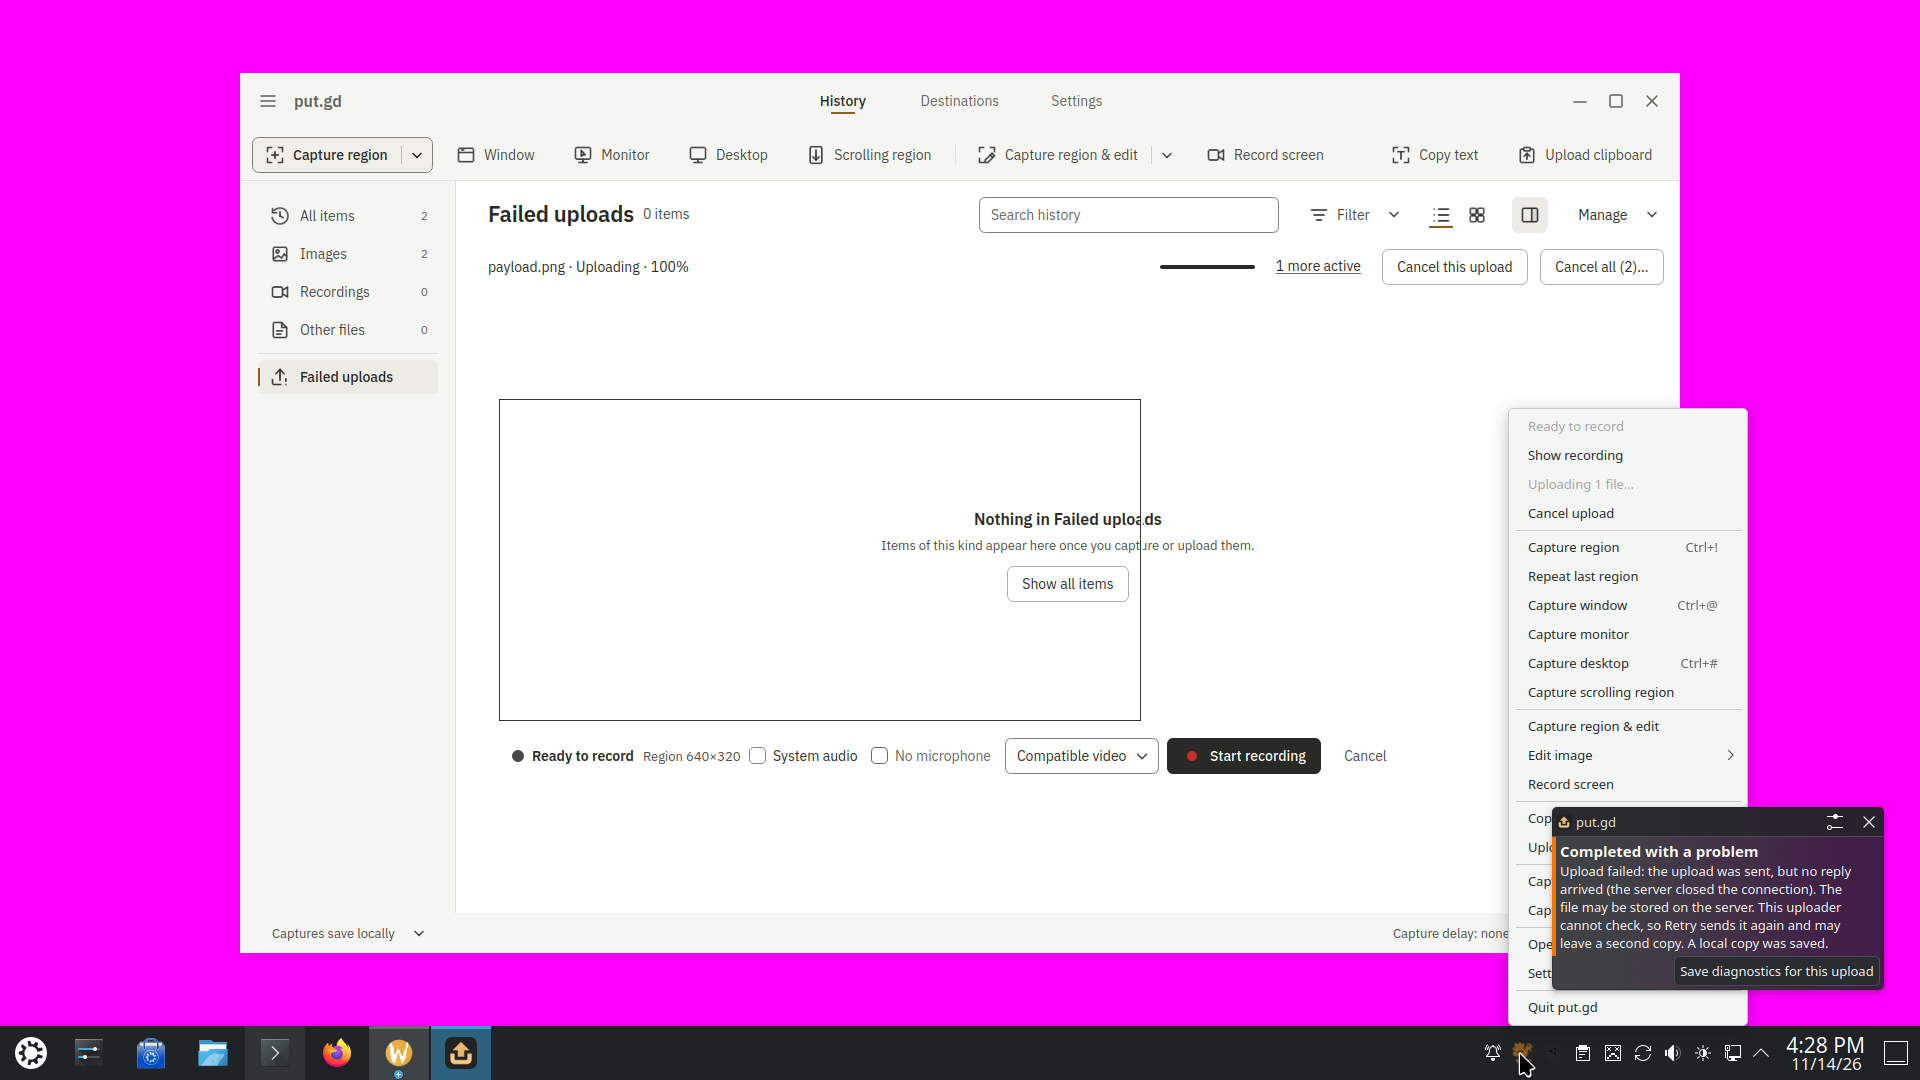 put.gd
History
Destinations
Settings
Capture region
Window
Monitor
Desktop
Scrolling region
Capture region & edit
Record screen
Copy text
Upload clipboard
All items 2
Images 2
Recordings 0
Other files 0
Failed uploads
Failed uploads 0 items
Search history
Filter
Manage
payload.png · Uploading · 100%
1 more active
Cancel this upload
Cancel all (2)...
Nothing in Failed uploads
Items of this kind appear here once you capture or upload them.
Show all items
Ready to record Region 640×320
System audio
No microphone
Compatible video
Start recording
Cancel
Captures save locally
Capture delay: none
Ready to record
Show recording
Uploading 1 file...
Cancel upload
Capture region Ctrl+!
Repeat last region
Capture window Ctrl+@
Capture monitor
Capture desktop Ctrl+#
Capture scrolling region
Capture region & edit
Edit image
Record screen
Cop
Uplo
Cap
Cap
Ope
Sett
Quit put.gd
put.gd
Completed with a problem
Upload failed: the upload was sent, but no reply
arrived (the server closed the connection). The
file may be stored on the server. This uploader
cannot check, so Retry sends it again and may
leave a second copy. A local copy was saved.
Save diagnostics for this upload
4:28 PM
11/14/26